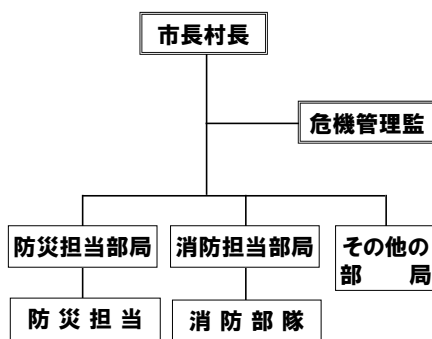 市長村長
危機管理監
防災担当部局
消防担当部局
その他の
部　局
防災担当
消防部隊